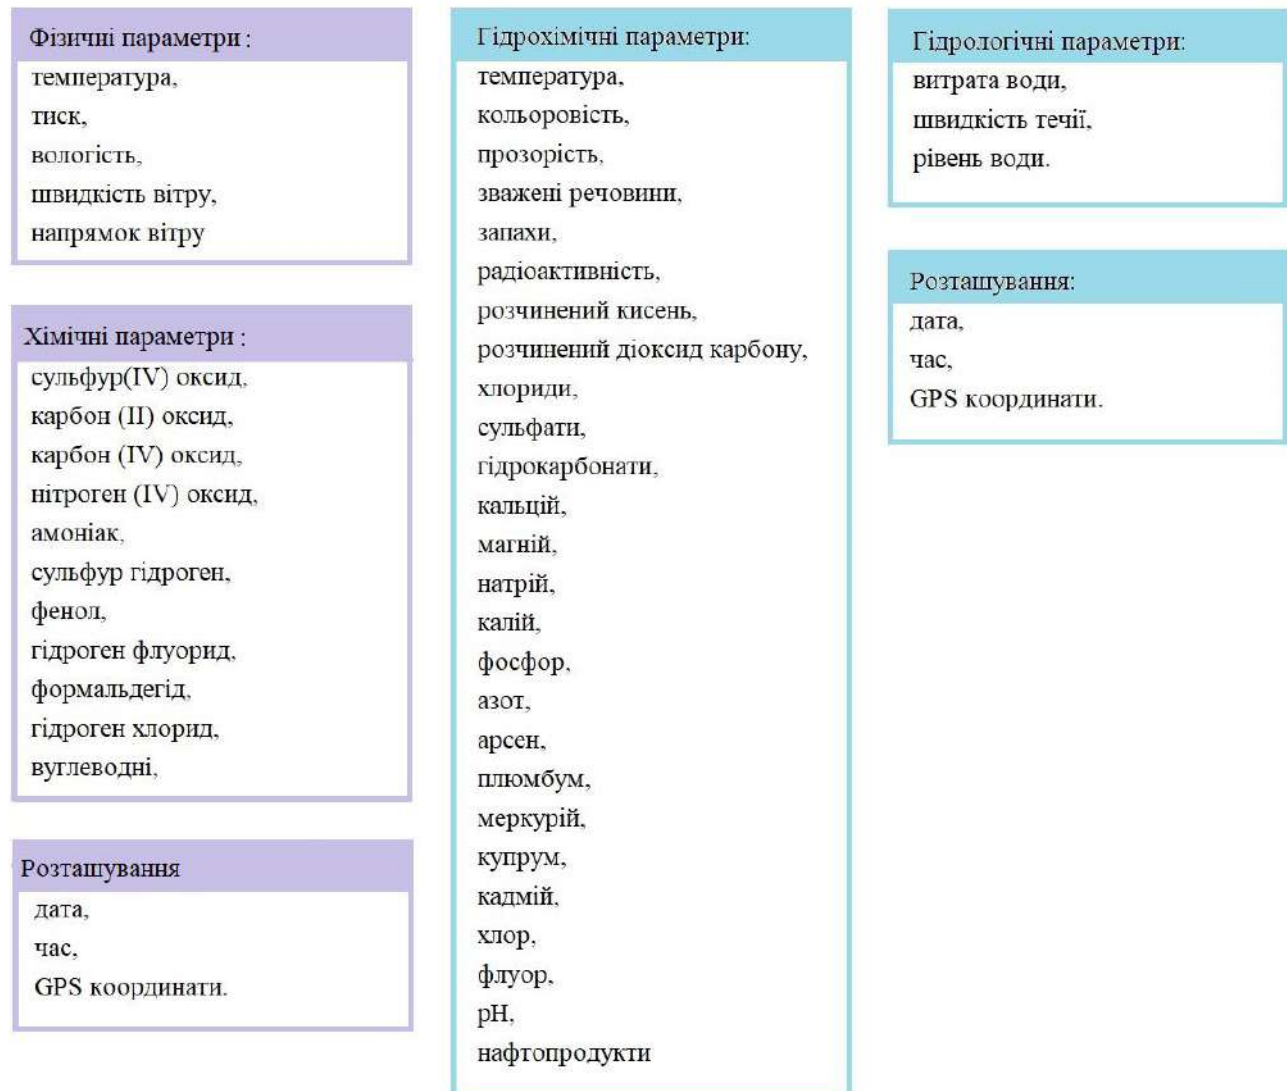 Фізичні параметри :
температура,
тиск,
вологість,
швидкість вітру,
напрямок вітру
Хімічні параметри :
сульфур(IV) оксид,
карбон (II) оксид,
карбон (IV) оксид,
нітроген (IV) оксид,
амоніак,
сульфур гідроген,
фенол,
гідроген флуорид,
формальдегід,
гідроген хлорид,
вуглеводні,
Розташування
дата,
час,
GPS координати.
Гідрохімічні параметри:
температура,
кольоровість,
прозорість,
зважені речовини,
запахи,
радіоактивність,
розчинений кисень,
розчинений діоксид карбону,
хлориди,
сульфати,
гідрокарбонати,
кальцій,
магній,
натрій,
калій,
фосфор,
азот,
арсен,
плюмбум,
меркурій,
купрум,
кадмій,
хлор,
флуор,
pH,
нафтопродукти
Гідрологічні параметри:
витрата води,
швидкість течії,
рівень води.
Розташування:
дата,
час,
GPS координати.